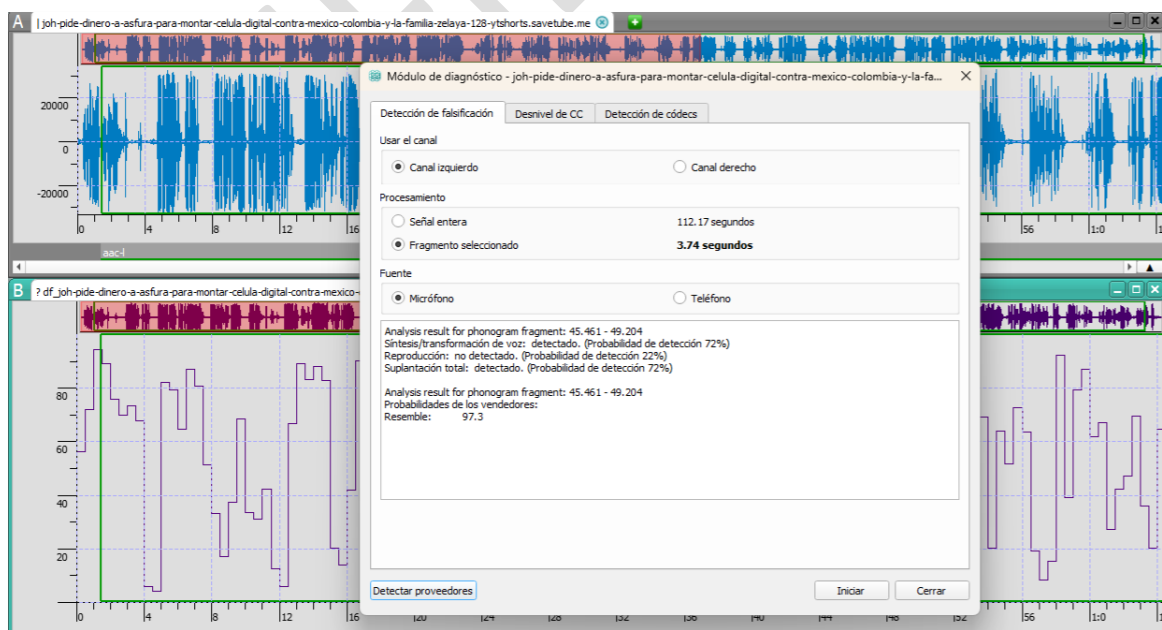 A | joh-pide-dinero-a-asfura-para-montar-celula-digital-contra-mexico-colombia-y-la-familia-zelaya-128-ytshorts.savetube.me
Módulo de diagnóstico - joh-pide-dinero-a-asfura-para-montar-celula-digital-contra-mexico-colombia-y-la-fa...
Detección de falsificación Desnivel de CC Detección de códecs
Usar el canal
Canal izquierdo Canal derecho
Procesamiento
Señal entera 112.17 segundos
Fragmento seleccionado 3.74 segundos
Fuente
Micrófono Teléfono
Analysis result for phonogram fragment: 45.461 - 49.204
Síntesis/transformación de voz: detectado. (Probabilidad de detección 72%)
Reproducción: no detectado. (Probabilidad de detección 22%)
Suplantación total: detectado. (Probabilidad de detección 72%)
Analysis result for phonogram fragment: 45.461 - 49.204
Probabilidades de los vendedores:
Resemble: 97.3
Detectar proveedores Iniciar Cerrar
20000
0
-20000
0 4 8 12 16 56 1:0
aac-l
B ? df_joh-pide-dinero-a-asfura-para-montar-celula-digital-contra-mexico-
80
60
40
20
0 4 8 12 16 20 24 28 32 36 40 44 48 52 56 1:0